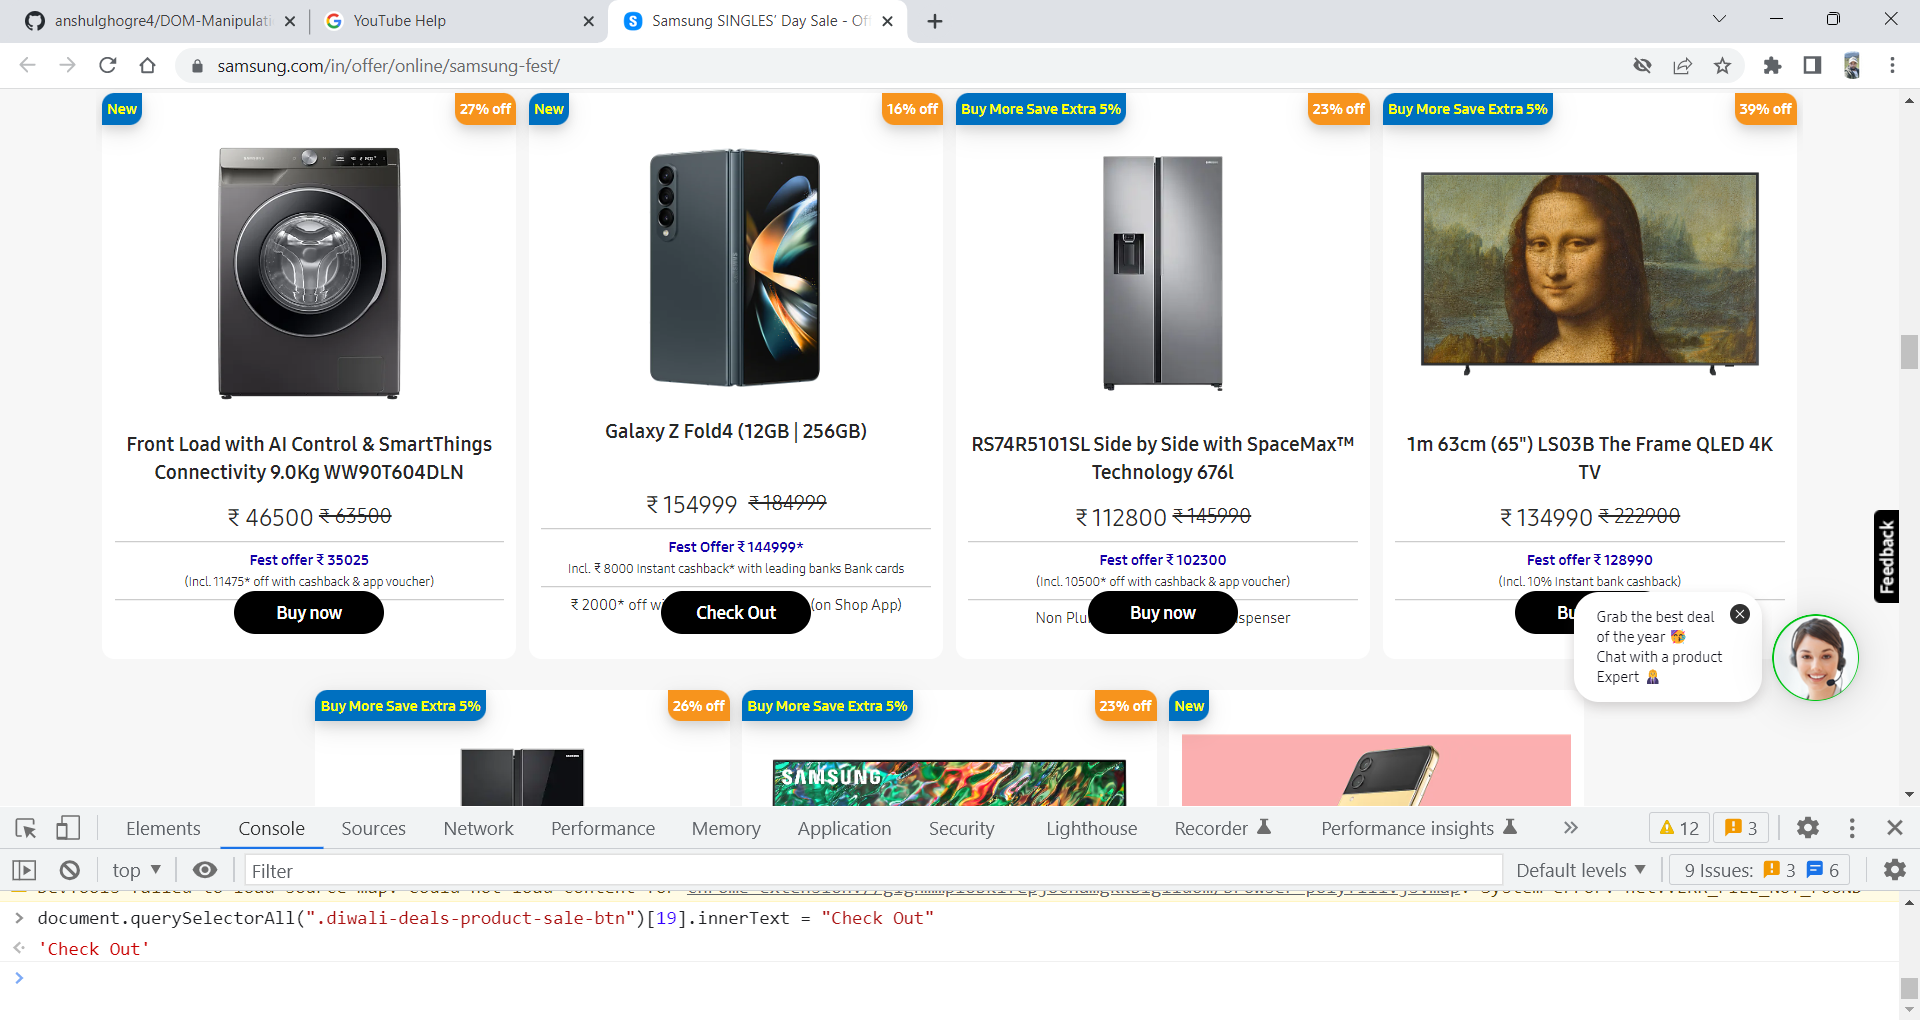 anshulghogre4/DOM-Manipulati
YouTube Help
Samsung SINGLES' Day Sale - Off
samsung.com/in/offer/online/samsung-fest/
New
27% off
New
16% off
Buy More Save Extra 5%
23% off
Buy More Save Extra 5%
39% off
Front Load with AI Control & SmartThings
Connectivity 9.0Kg WW90T604DLN
₹ 46500 ₹ 63500
Fest offer ₹ 35025
(Incl. 11475* off with cashback & app voucher)
Buy now
Galaxy Z Fold4 (12GB | 256GB)
₹ 154999 ₹ 184999
Fest Offer ₹ 144999*
Incl. ₹ 8000 Instant cashback* with leading banks Bank cards
₹ 2000* off wi
(on Shop App)
Check Out
RS74R5101SL Side by Side with SpaceMax™
Technology 676l
₹ 112800 ₹ 145990
Fest offer ₹ 102300
(Incl. 10500* off with cashback & app voucher)
Non Plu
spenser
Buy now
1m 63cm (65") LS03B The Frame QLED 4K
TV
₹ 134990 ₹ 222900
Fest offer ₹ 128990
(Incl. 10% Instant bank cashback)
Bu
Feedback
Grab the best deal
of the year 🥳
Chat with a product
Expert 🙋‍♀️
Buy More Save Extra 5%
26% off
Buy More Save Extra 5%
23% off
New
SAMSUNG
Elements
Console
Sources
Network
Performance
Memory
Application
Security
Lighthouse
Recorder
Performance insights
12
3
top
Filter
Default levels
9 Issues: 3 6
document.querySelectorAll(".diwali-deals-product-sale-btn")[19].innerText = "Check Out"
'Check Out'